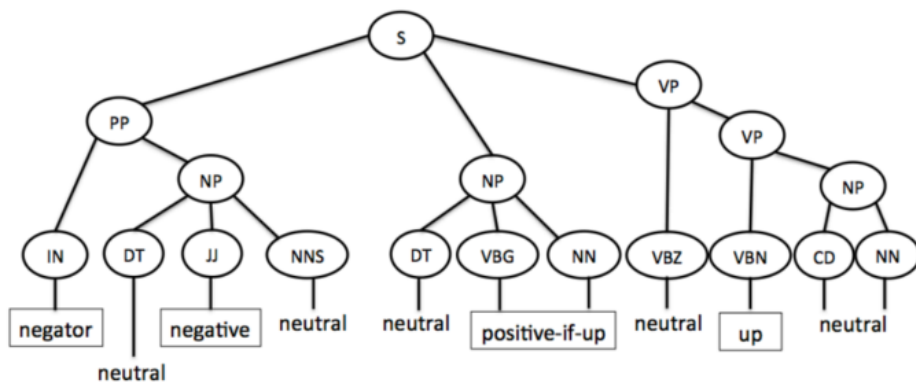 S
VP
PP
VP
NP
NP
NP
IN
DT
JJ
NNS
DT
VBG
NN
VBZ
VBN
CD
NN
negator
negative
neutral
neutral
positive-if-up
neutral
up
neutral
neutral